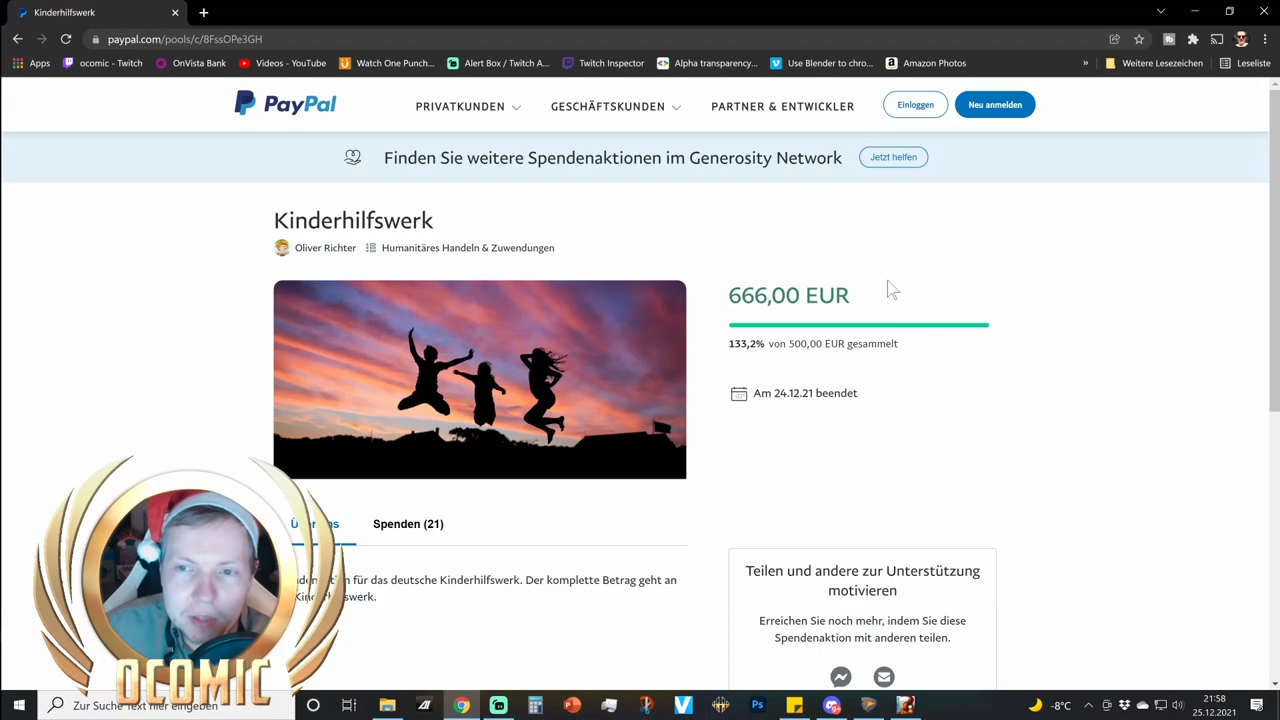 Kinderhilfswerk
paypal.com/pools/c/8FssOPe3GH
Apps
ocomic - Twitch
OnVista Bank
Videos - YouTube
Watch One Punch...
Alert Box / Twitch A...
Twitch Inspector
Alpha transparency...
Use Blender to chro...
Amazon Photos
»
Weitere Lesezeichen
Leseliste
PayPal
PRIVATKUNDEN
GESCHÄFTSKUNDEN
PARTNER & ENTWICKLER
Einloggen
Neu anmelden
Finden Sie weitere Spendenaktionen im Generosity Network
Jetzt helfen
Kinderhilfswerk
Oliver Richter
Humanitäres Handeln & Zuwendungen
666,00 EUR
133,2% von 500,00 EUR gesammelt
Am 24.12.21 beendet
Spenden (21)
für das deutsche Kinderhilfswerk. Der komplette Betrag geht an
Teilen und andere zur Unterstützung
motivieren
Erreichen Sie noch mehr, indem Sie diese
Spendenaktion mit anderen teilen.
OCOMIC
Zur Suche Text hier eingeben
-8°C
21:58
25.12.2021